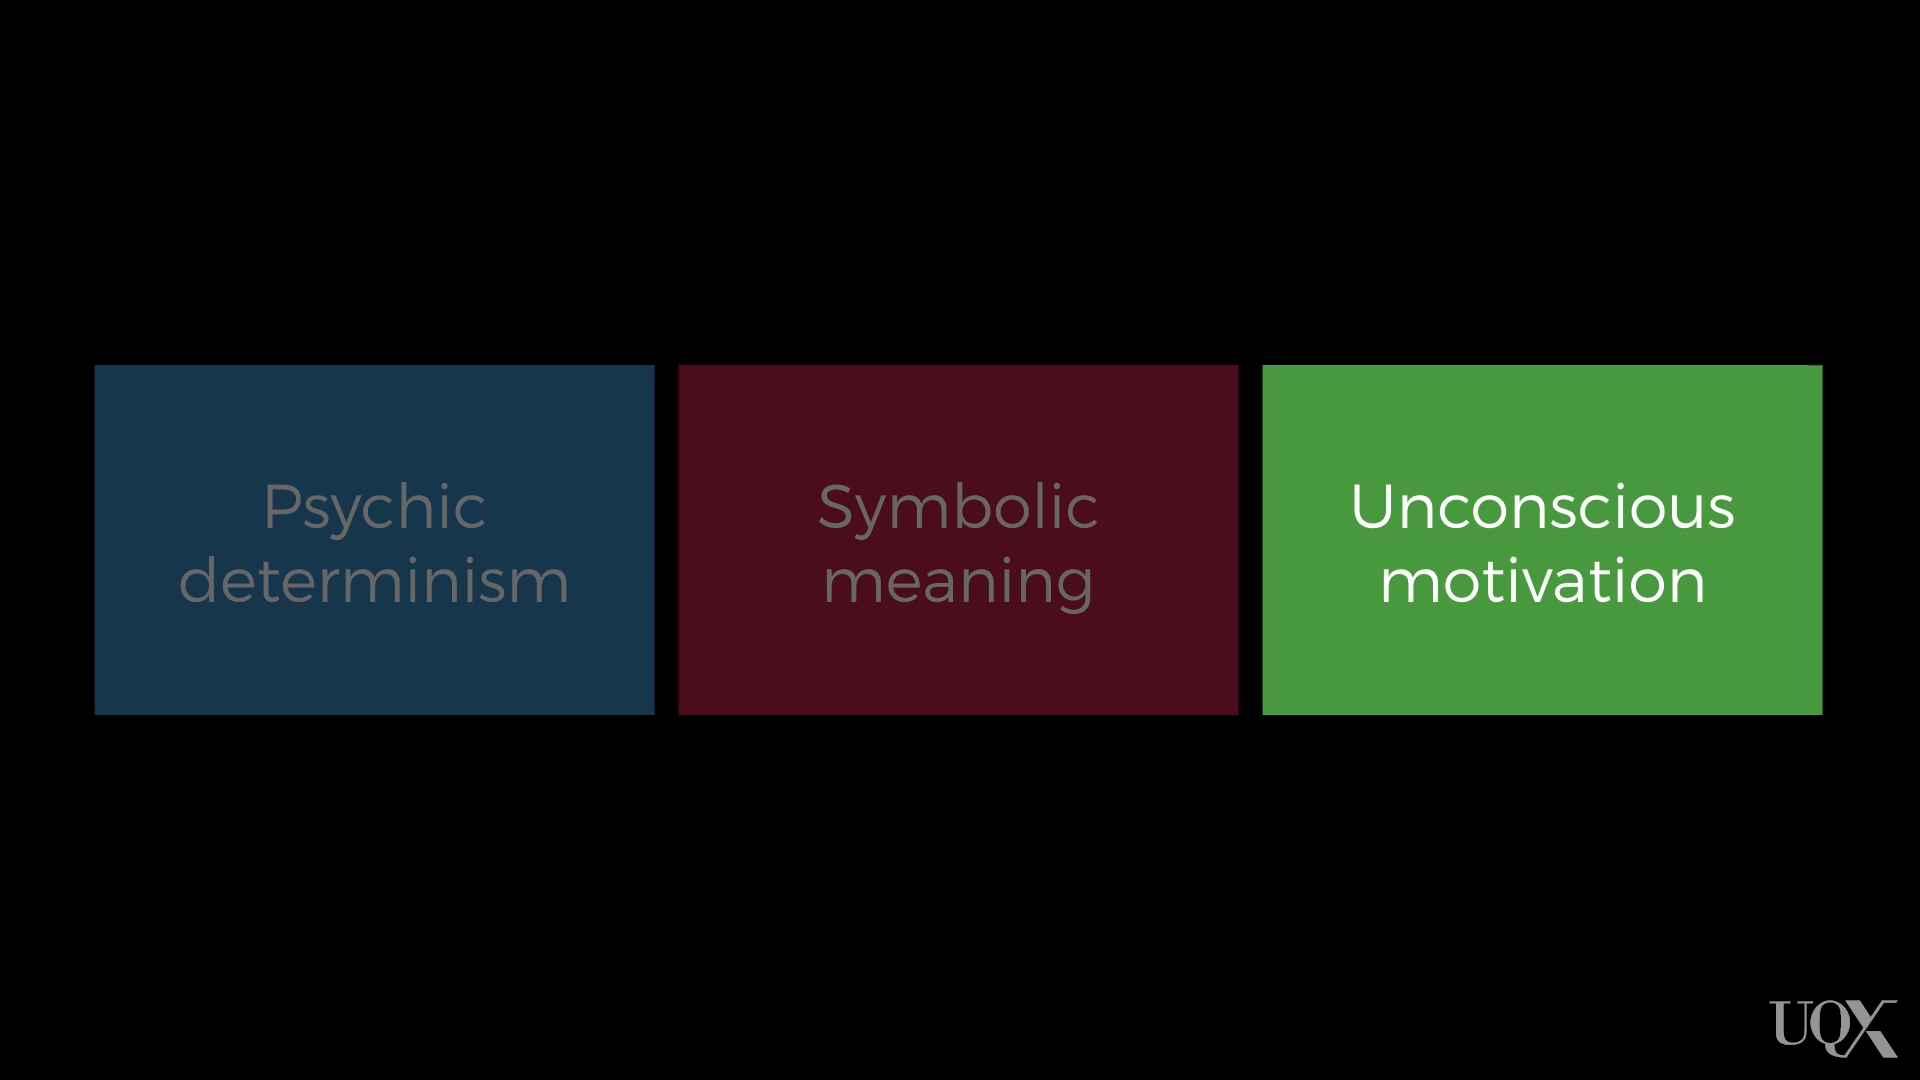 Psychic
determinism
Symbolic
meaning
Unconscious
motivation
UQX